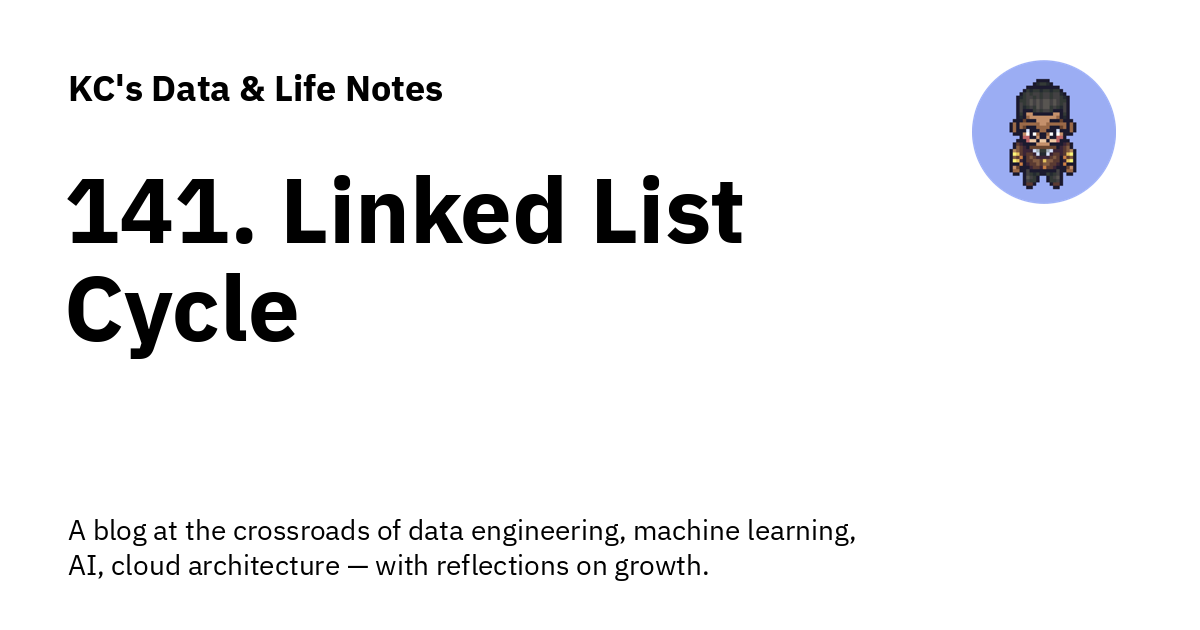 KC's Data & Life Notes
141. Linked List
Cycle
A blog at the crossroads of data engineering, machine learning,
AI, cloud architecture — with reflections on growth.